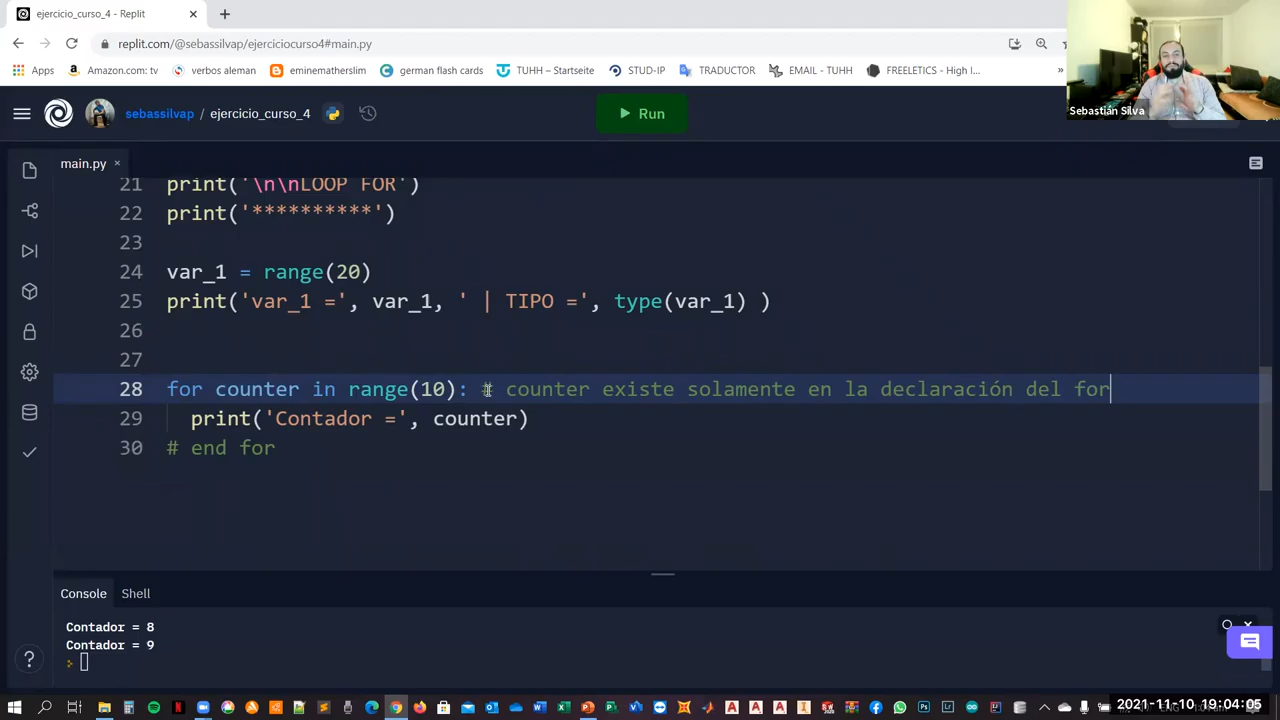 ejercicio_curso_4 - Replit
replit.com/@sebassilvap/ejerciciocurso4#main.py
Apps
Amazon.com: tv
verbos aleman
eminemathslim
german flash cards
TUHH – Startseite
STUD-IP
TRADUCTOR
EMAIL - TUHH
FREELETICS - High I...
»
Sebastián Silva
sebassilvap / ejercicio_curso_4
Run
main.py
21 print('\n\nLOOP FOR')
22 print('**********')
23
24 var_1 = range(20)
25 print('var_1 =', var_1, ' | TIPO =', type(var_1) )
26
27
28 for counter in range(10): # counter existe solamente en la declaración del for
29 print('Contador =', counter)
30 # end for
Console
Shell
Contador = 8
Contador = 9
2021-11-10 19:04:05